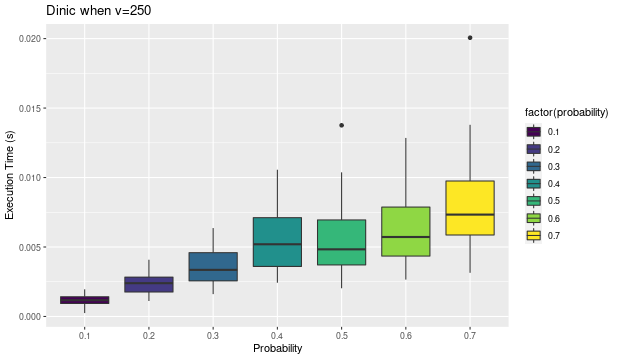 Dinic when v=250
Execution Time (s)
0.020
0.015
0.010
0.005
0.000
0.1 0.2 0.3 0.4 0.5 0.6 0.7
Probability
factor(probability)
0.1
0.2
0.3
0.4
0.5
0.6
0.7